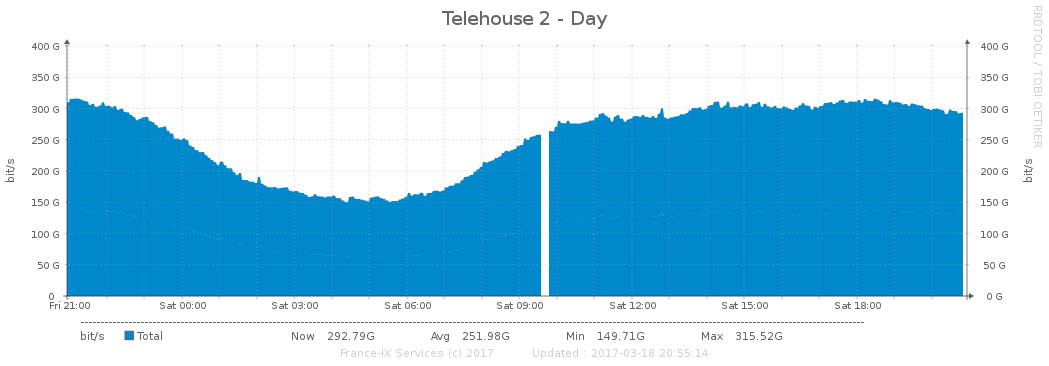 Telehouse 2 - Day
RRDTOOL / TOBI OETIKER
400 G 400 G
350 G 350 G
300 G 300 G
250 G 250 G
200 G 200 G
150 G 150 G
100 G 100 G
50 G 50 G
0 0 G
bit/s bit/s
Fri 21:00 Sat 00:00 Sat 03:00 Sat 06:00 Sat 09:00 Sat 12:00 Sat 15:00 Sat 18:00
bit/s Total Now 292.79G Avg 251.98G Min 149.71G Max 315.52G
France-IX Services (c) 2017 Updated : 2017-03-18 20:55:14